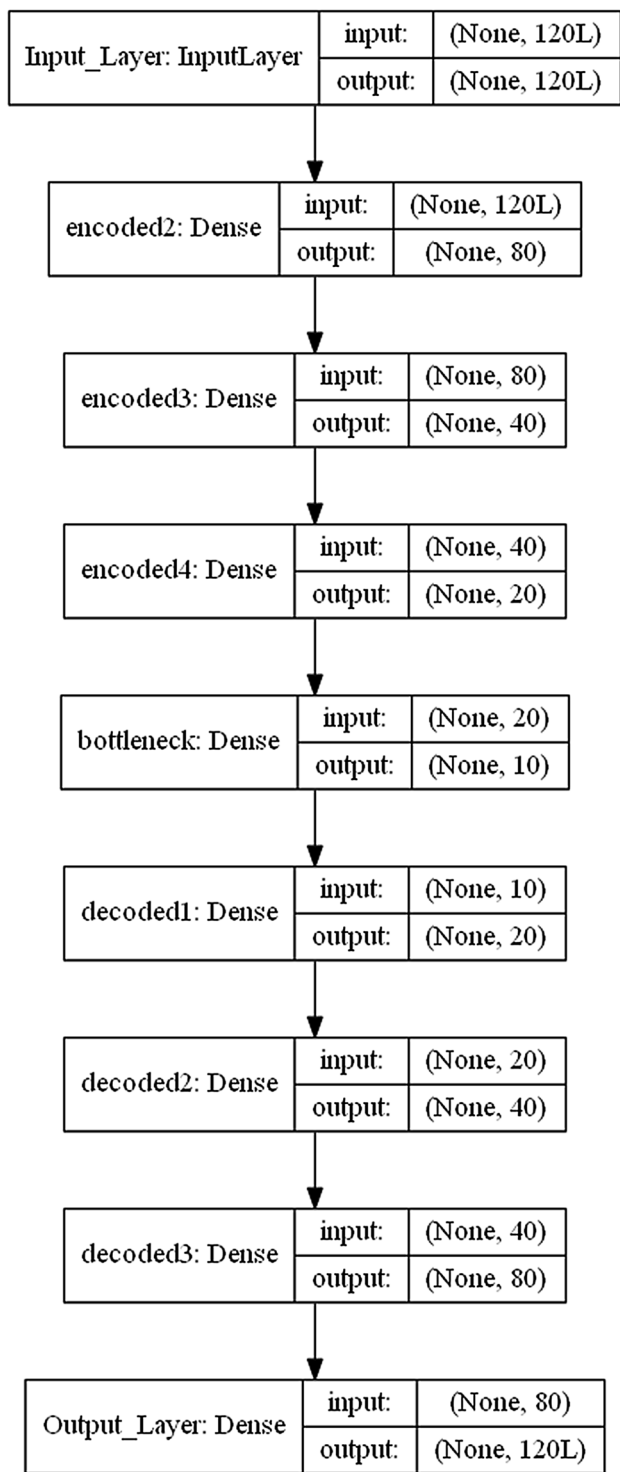 Input_Layer: InputLayer
input: (None, 120L)
output: (None, 120L)
encoded2: Dense
input: (None, 120L)
output: (None, 80)
encoded3: Dense
input: (None, 80)
output: (None, 40)
encoded4: Dense
input: (None, 40)
output: (None, 20)
bottleneck: Dense
input: (None, 20)
output: (None, 10)
decoded1: Dense
input: (None, 10)
output: (None, 20)
decoded2: Dense
input: (None, 20)
output: (None, 40)
decoded3: Dense
input: (None, 40)
output: (None, 80)
Output_Layer: Dense
input: (None, 80)
output: (None, 120L)